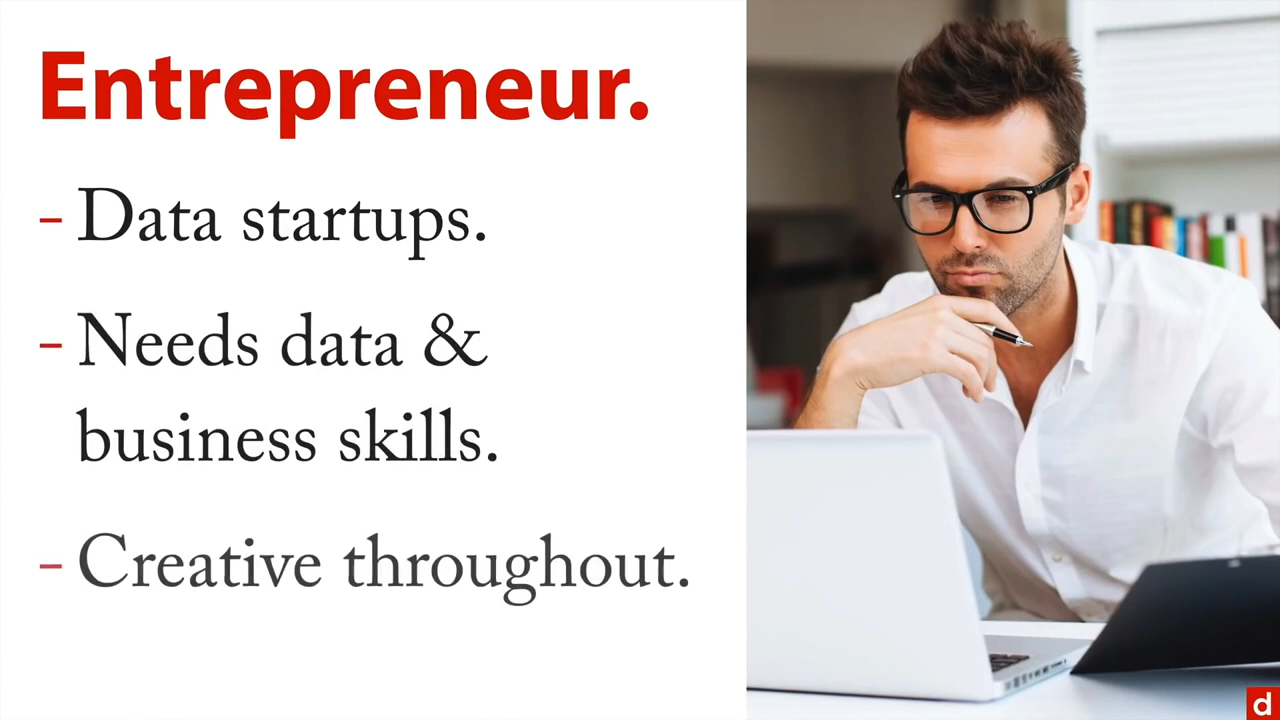 Entrepreneur.
- Data startups.
- Needs data &
business skills.
- Creative throughout.
d